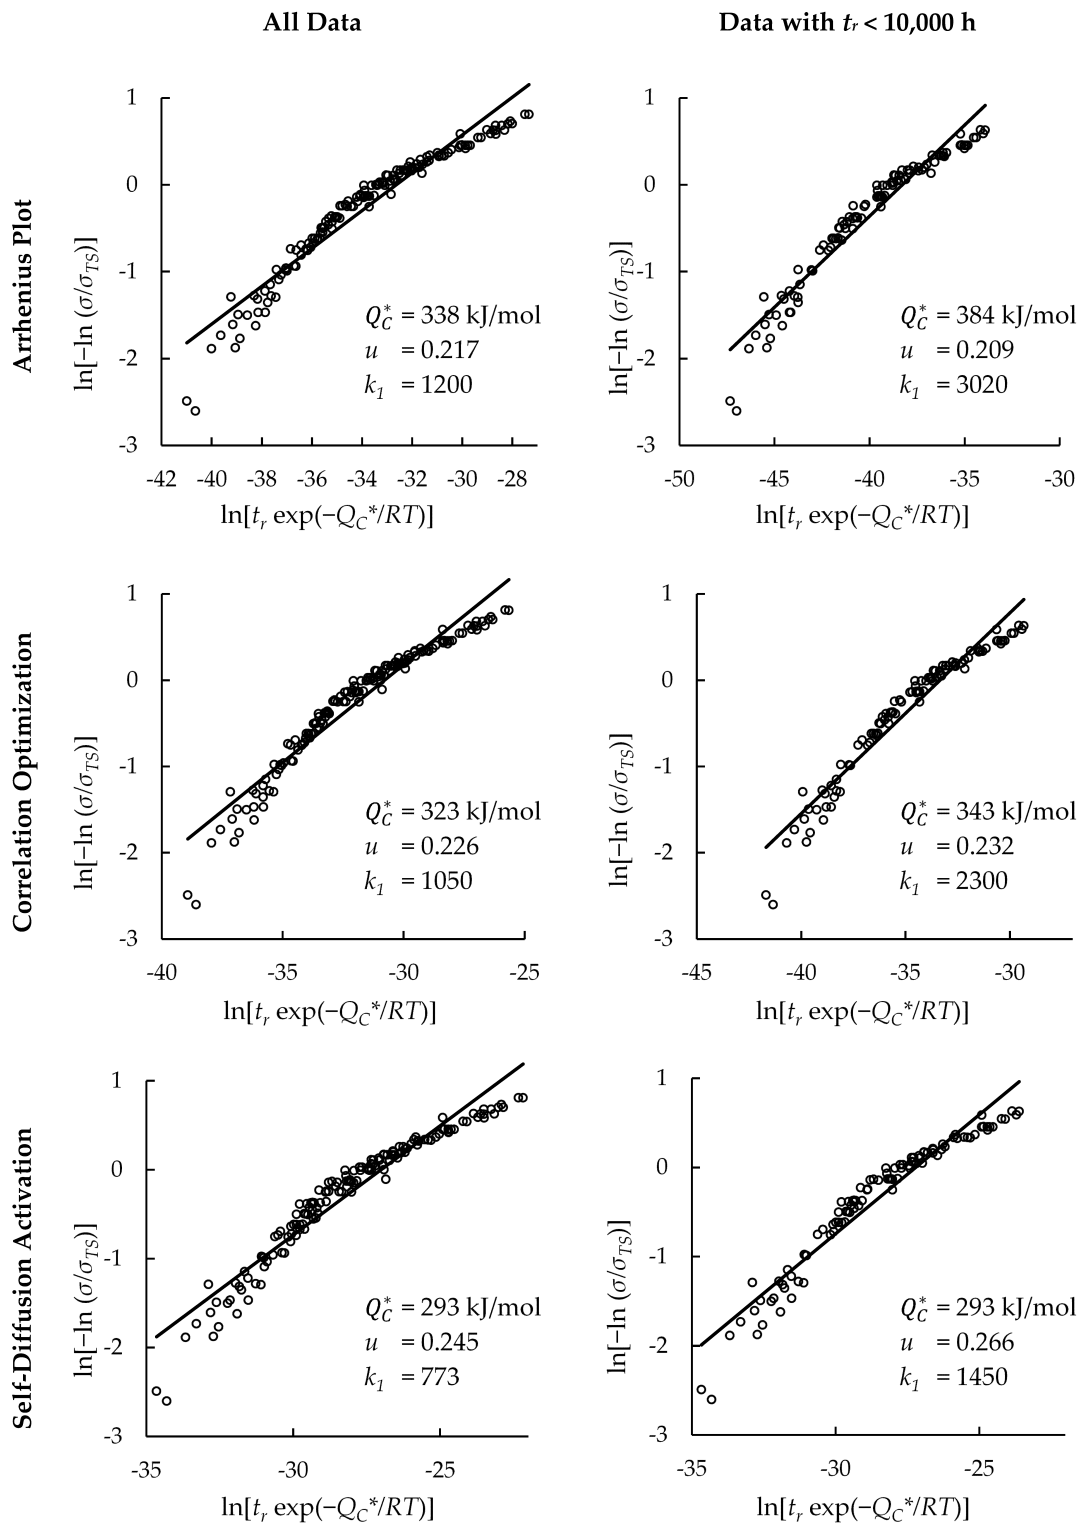 All Data
Data with tr < 10,000 h
Arrhenius Plot
ln[−ln (σ/σTS)]
1
0
-1
-2
-3
QC* = 338 kJ/mol
u = 0.217
k1 = 1200
-42 -40 -38 -36 -34 -32 -30 -28
ln[tr exp(−QC*/RT)]
ln[−ln (σ/σTS)]
1
0
-1
-2
-3
QC* = 384 kJ/mol
u = 0.209
k1 = 3020
-50 -45 -40 -35 -30
ln[tr exp(−QC*/RT)]
Correlation Optimization
ln[−ln (σ/σTS)]
1
0
-1
-2
-3
QC* = 323 kJ/mol
u = 0.226
k1 = 1050
-40 -35 -30 -25
ln[tr exp(−QC*/RT)]
ln[−ln (σ/σTS)]
1
0
-1
-2
-3
QC* = 343 kJ/mol
u = 0.232
k1 = 2300
-45 -40 -35 -30
ln[tr exp(−QC*/RT)]
Self-Diffusion Activation
ln[−ln (σ/σTS)]
1
0
-1
-2
-3
QC* = 293 kJ/mol
u = 0.245
k1 = 773
-35 -30 -25
ln[tr exp(−QC*/RT)]
ln[−ln (σ/σTS)]
1
0
-1
-2
-3
QC* = 293 kJ/mol
u = 0.266
k1 = 1450
-35 -30 -25
ln[tr exp(−QC*/RT)]